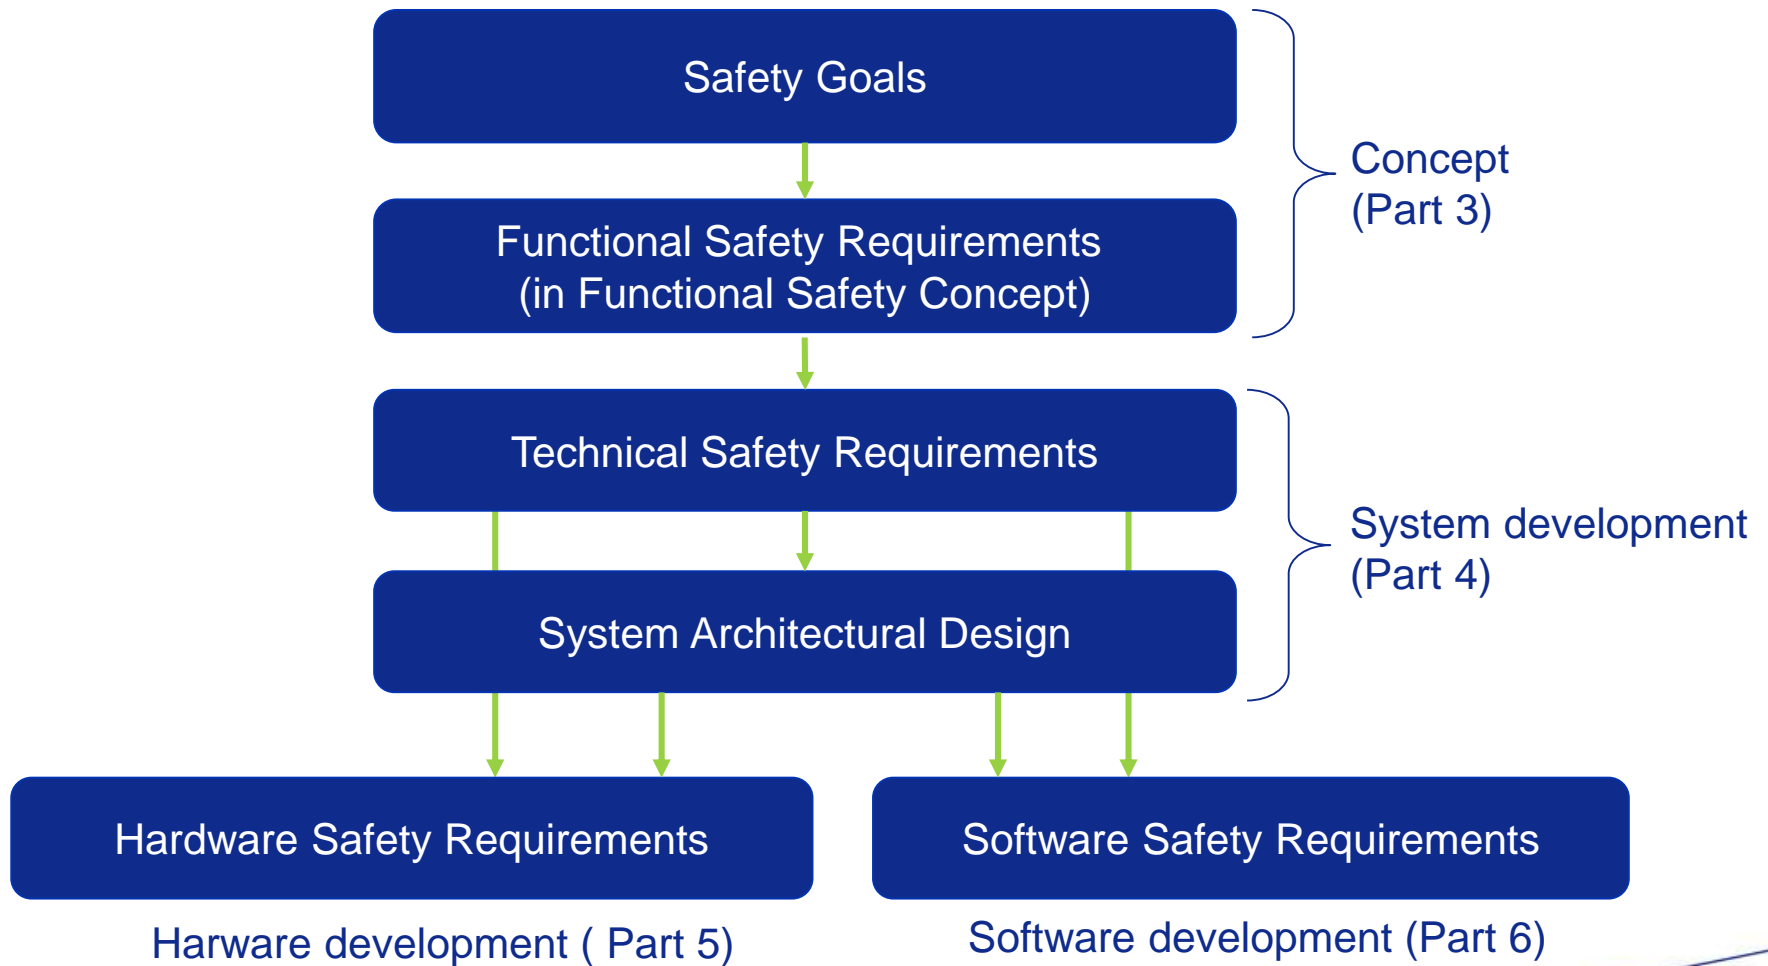 Safety Goals
Concept
(Part 3)
Functional Safety Requirements
(in Functional Safety Concept)
Technical Safety Requirements
System development
(Part 4)
System Architectural Design
Hardware Safety Requirements
Software Safety Requirements
Harware development ( Part 5)
Software development (Part 6)